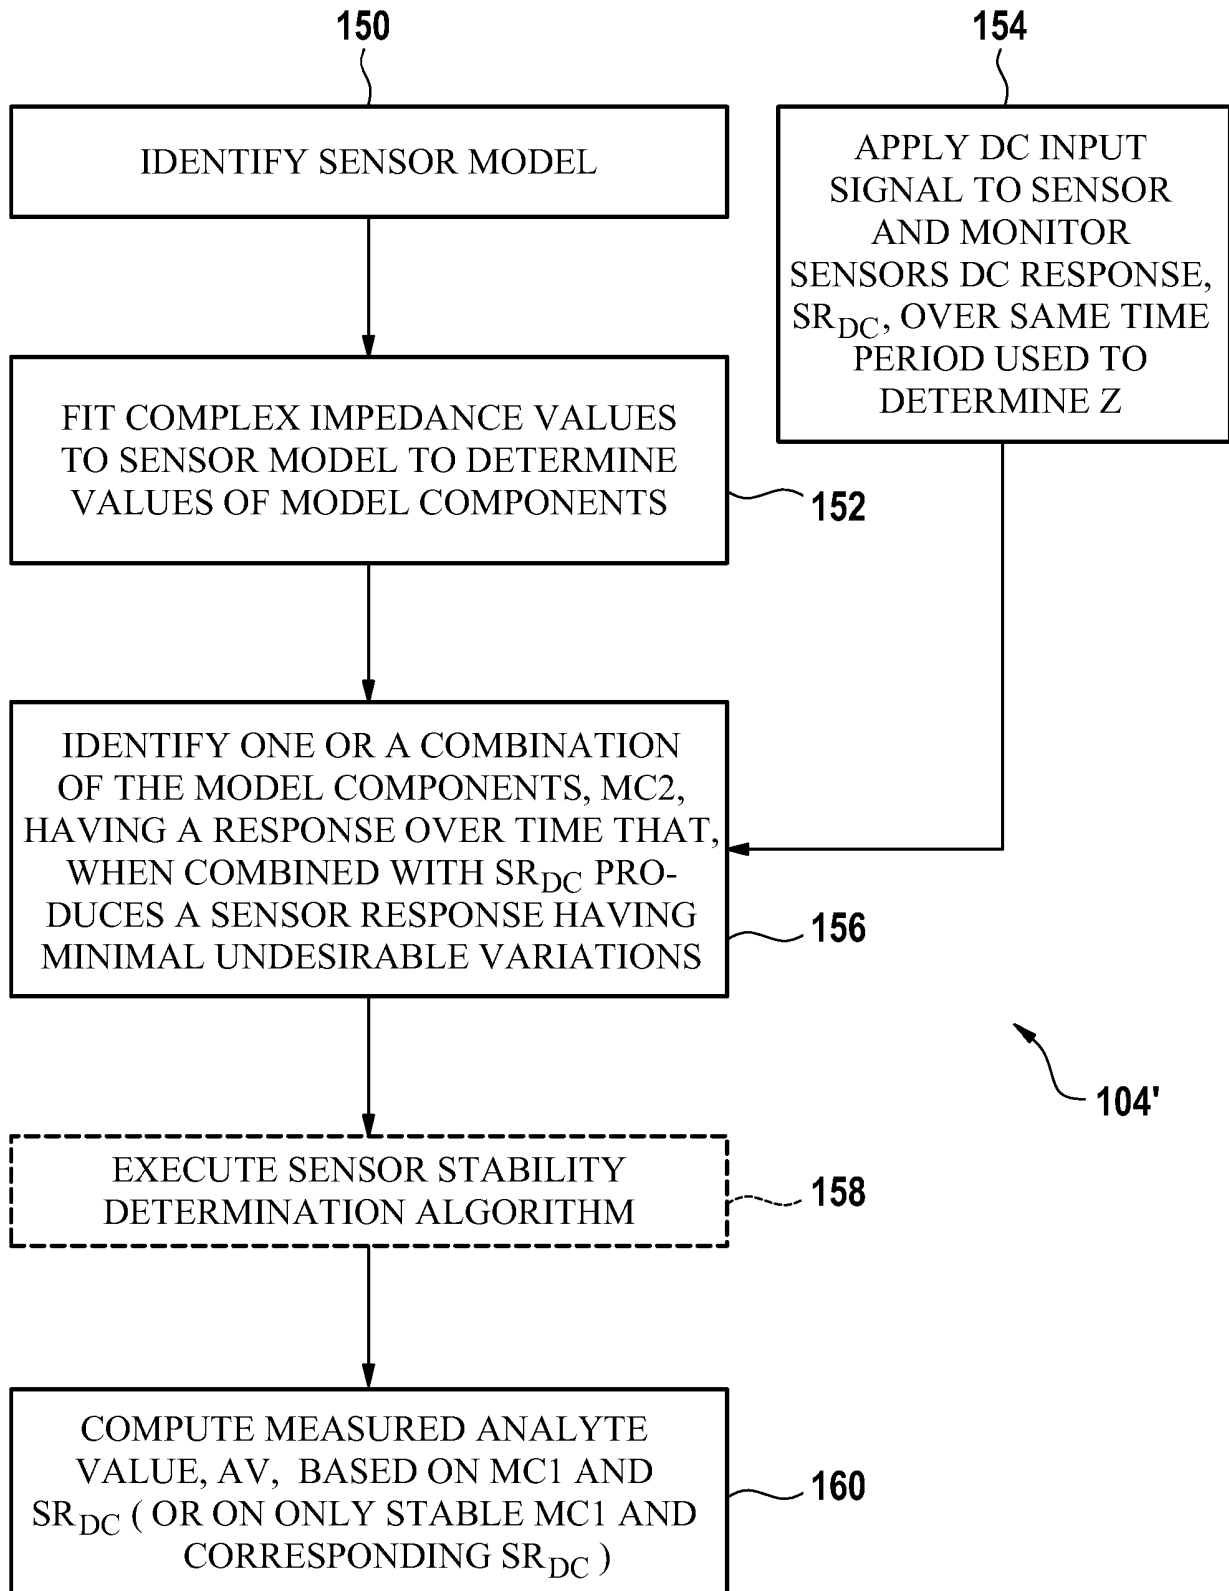 150
IDENTIFY SENSOR MODEL
154
APPLY DC INPUT
SIGNAL TO SENSOR
AND MONITOR
SENSORS DC RESPONSE,
SRDC, OVER SAME TIME
PERIOD USED TO
DETERMINE Z
FIT COMPLEX IMPEDANCE VALUES
TO SENSOR MODEL TO DETERMINE
VALUES OF MODEL COMPONENTS
152
IDENTIFY ONE OR A COMBINATION
OF THE MODEL COMPONENTS, MC2,
HAVING A RESPONSE OVER TIME THAT,
WHEN COMBINED WITH SRDC PRO-
DUCES A SENSOR RESPONSE HAVING
MINIMAL UNDESIRABLE VARIATIONS
156
104'
EXECUTE SENSOR STABILITY
DETERMINATION ALGORITHM
158
COMPUTE MEASURED ANALYTE
VALUE, AV, BASED ON MC1 AND
SRDC ( OR ON ONLY STABLE MC1 AND
CORRESPONDING SRDC )
160